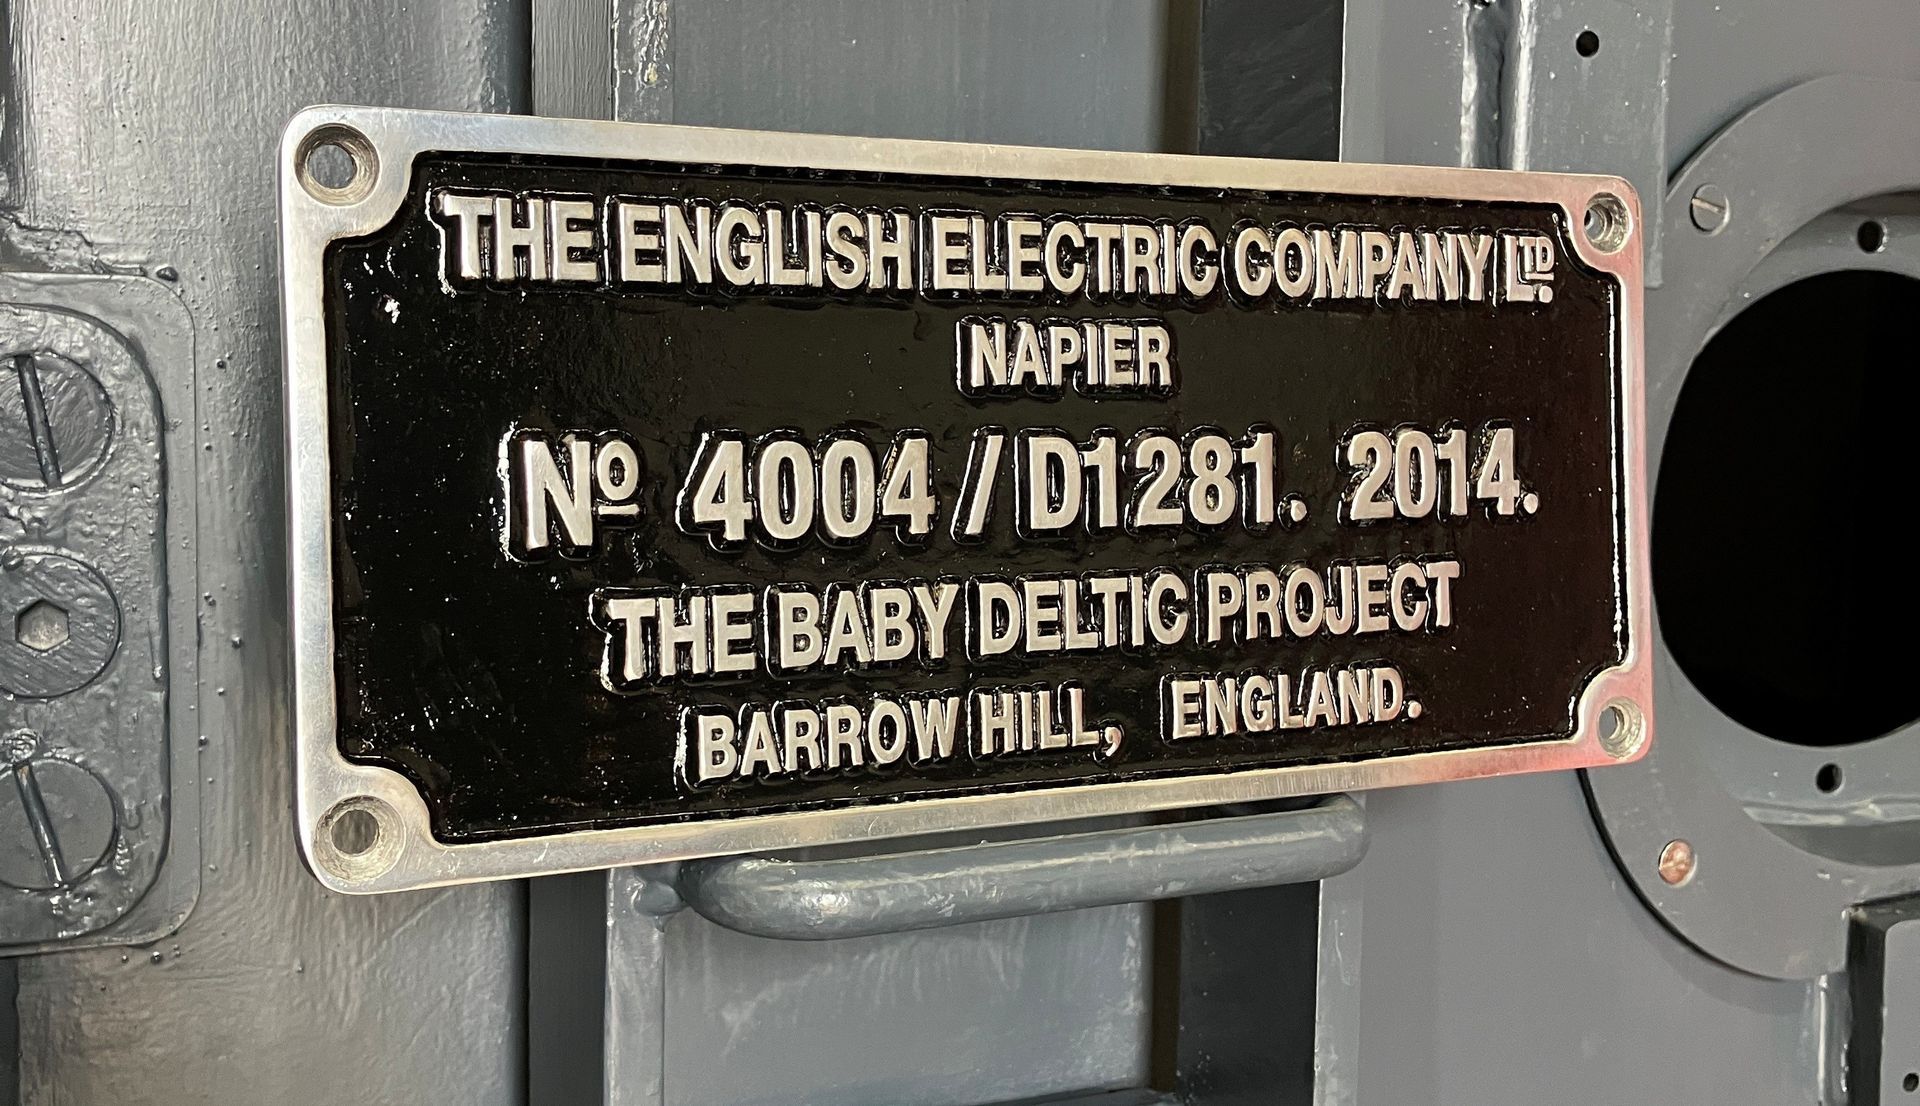 THE ENGLISH ELECTRIC COMPANY LTD.
NAPIER
No 4004 / D1281. 2014.
THE BABY DELTIC PROJECT
BARROW HILL, ENGLAND.